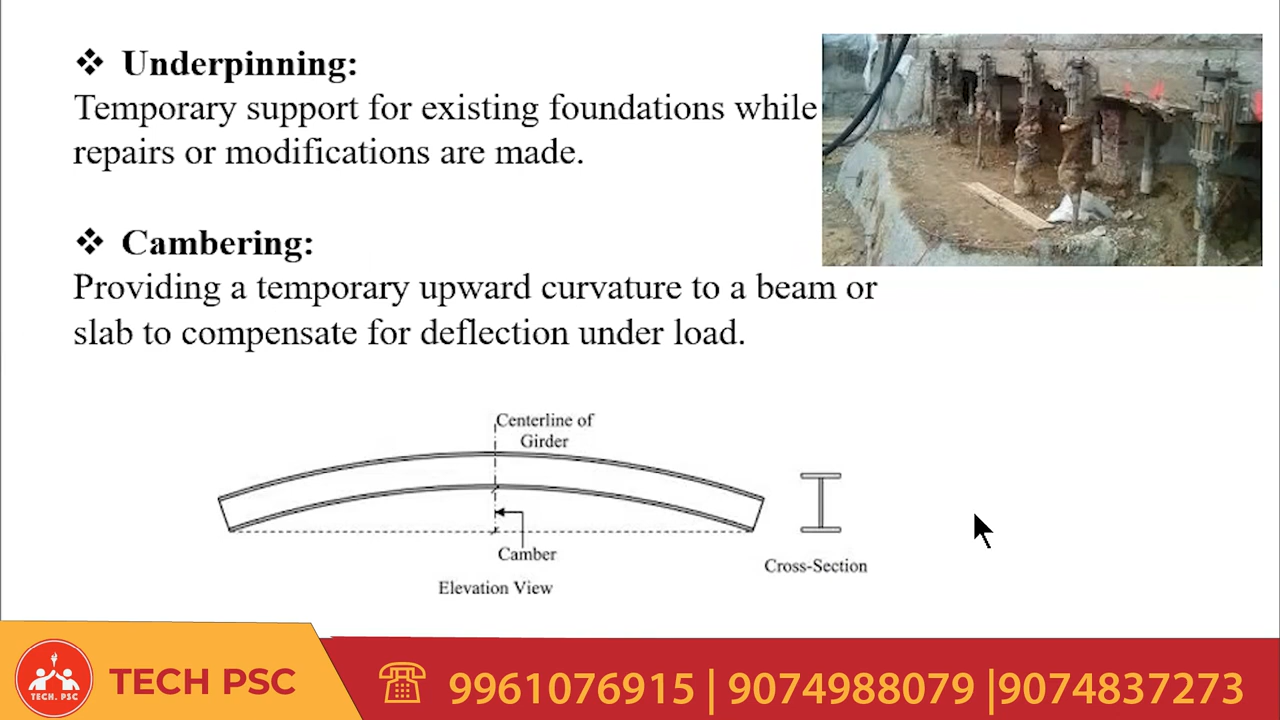 ❖ Underpinning:
Temporary support for existing foundations while
repairs or modifications are made.
❖ Cambering:
Providing a temporary upward curvature to a beam or
slab to compensate for deflection under load.
Centerline of
Girder
Camber
Elevation View
Cross-Section
TECH. PSC
TECH PSC
9961076915 | 9074988079 |9074837273